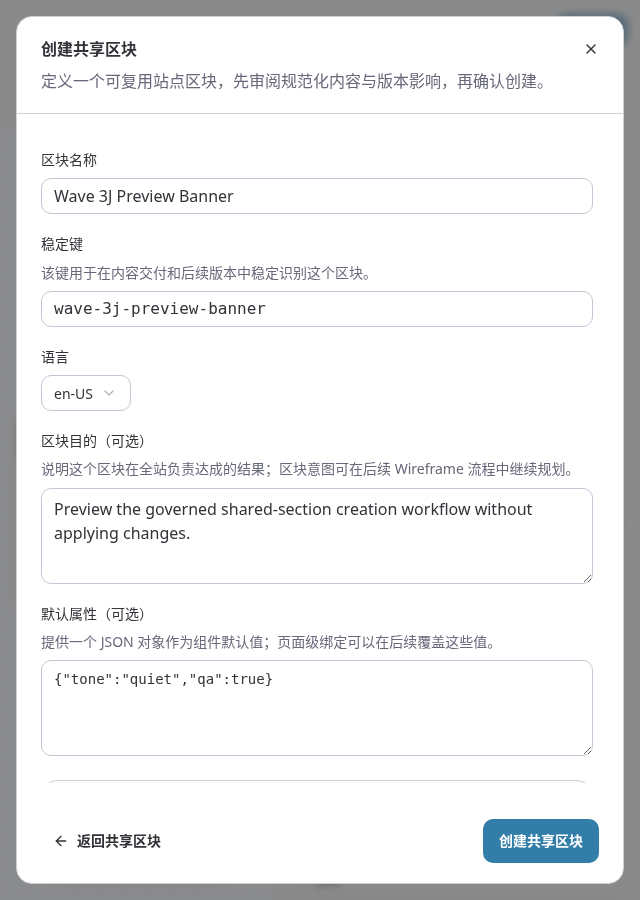 创建共享区块
定义一个可复用站点区块，先审阅规范化内容与版本影响，再确认创建。
区块名称
Wave 3J Preview Banner
稳定键
该键用于在内容交付和后续版本中稳定识别这个区块。
wave-3j-preview-banner
语言
en-US
区块目的（可选）
说明这个区块在全站负责达成的结果；区块意图可在后续 Wireframe 流程中继续规划。
Preview the governed shared-section creation workflow without
applying changes.
默认属性（可选）
提供一个 JSON 对象作为组件默认值；页面级绑定可以在后续覆盖这些值。
{"tone":"quiet","qa":true}
返回共享区块
创建共享区块